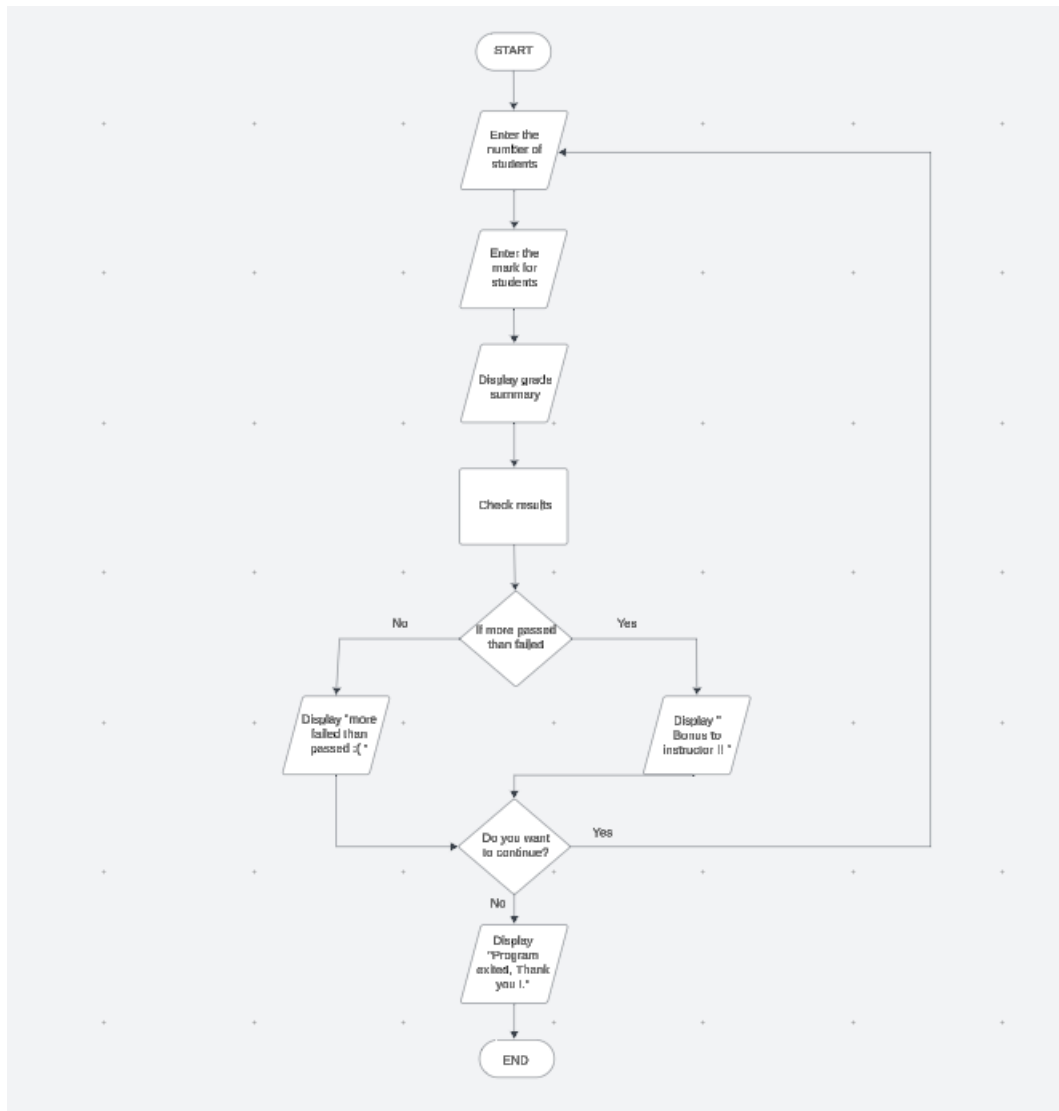 START
Enter the
number of
students
Enter the
mark for
students
Display grade
summary
Check results
If more passed
than failed
No
Yes
Display "more
failed than
passed :( "
Display "
Bonus to
instructor !! "
Do you want
to continue?
Yes
No
Display
"Program
exited, Thank
you !."
END